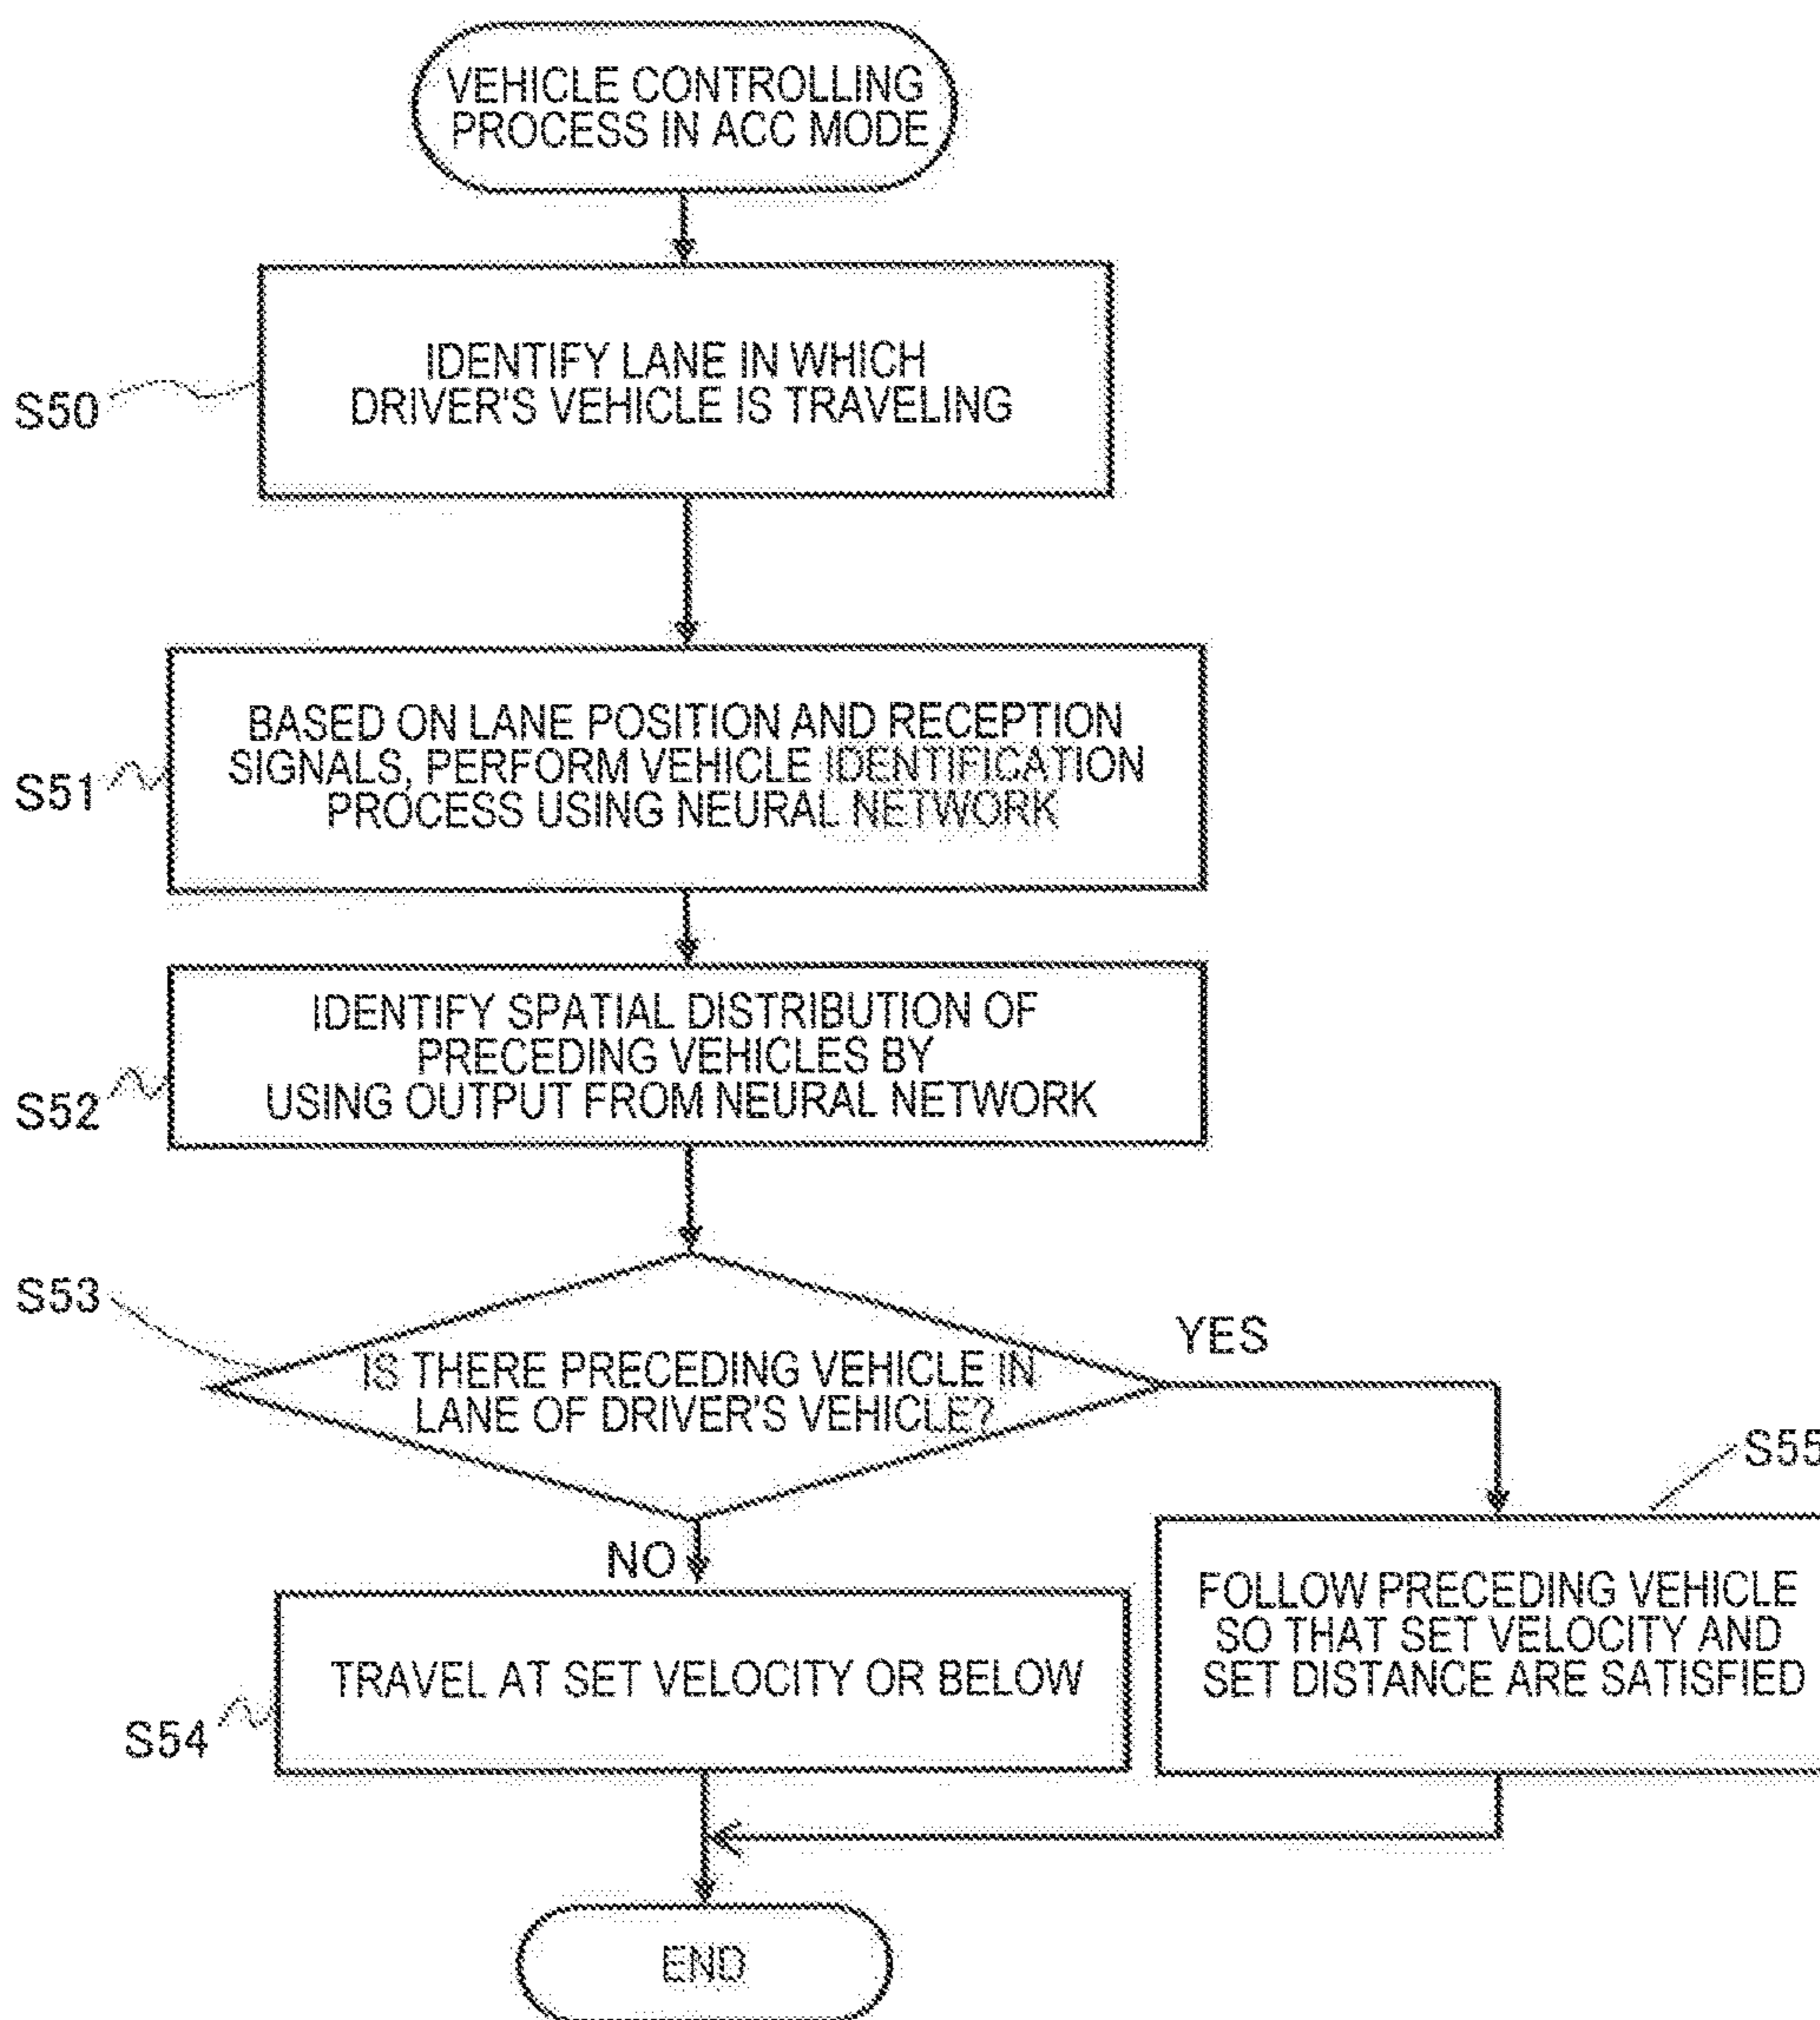 VEHICLE CONTROLLING
PROCESS IN ACC MODE
IDENTIFY LANE IN WHICH
DRIVER'S VEHICLE IS TRAVELING
S50
BASED ON LANE POSITION AND RECEPTION
SIGNALS, PERFORM VEHICLE IDENTIFICATION
PROCESS USING NEURAL NETWORK
S51
IDENTIFY SPATIAL DISTRIBUTION OF
PRECEDING VEHICLES BY
USING OUTPUT FROM NEURAL NETWORK
S52
S53
IS THERE PRECEDING VEHICLE IN
LANE OF DRIVER'S VEHICLE?
YES
S55
NO
FOLLOW PRECEDING VEHICLE
SO THAT SET VELOCITY AND
SET DISTANCE ARE SATISFIED
TRAVEL AT SET VELOCITY OR BELOW
S54
END